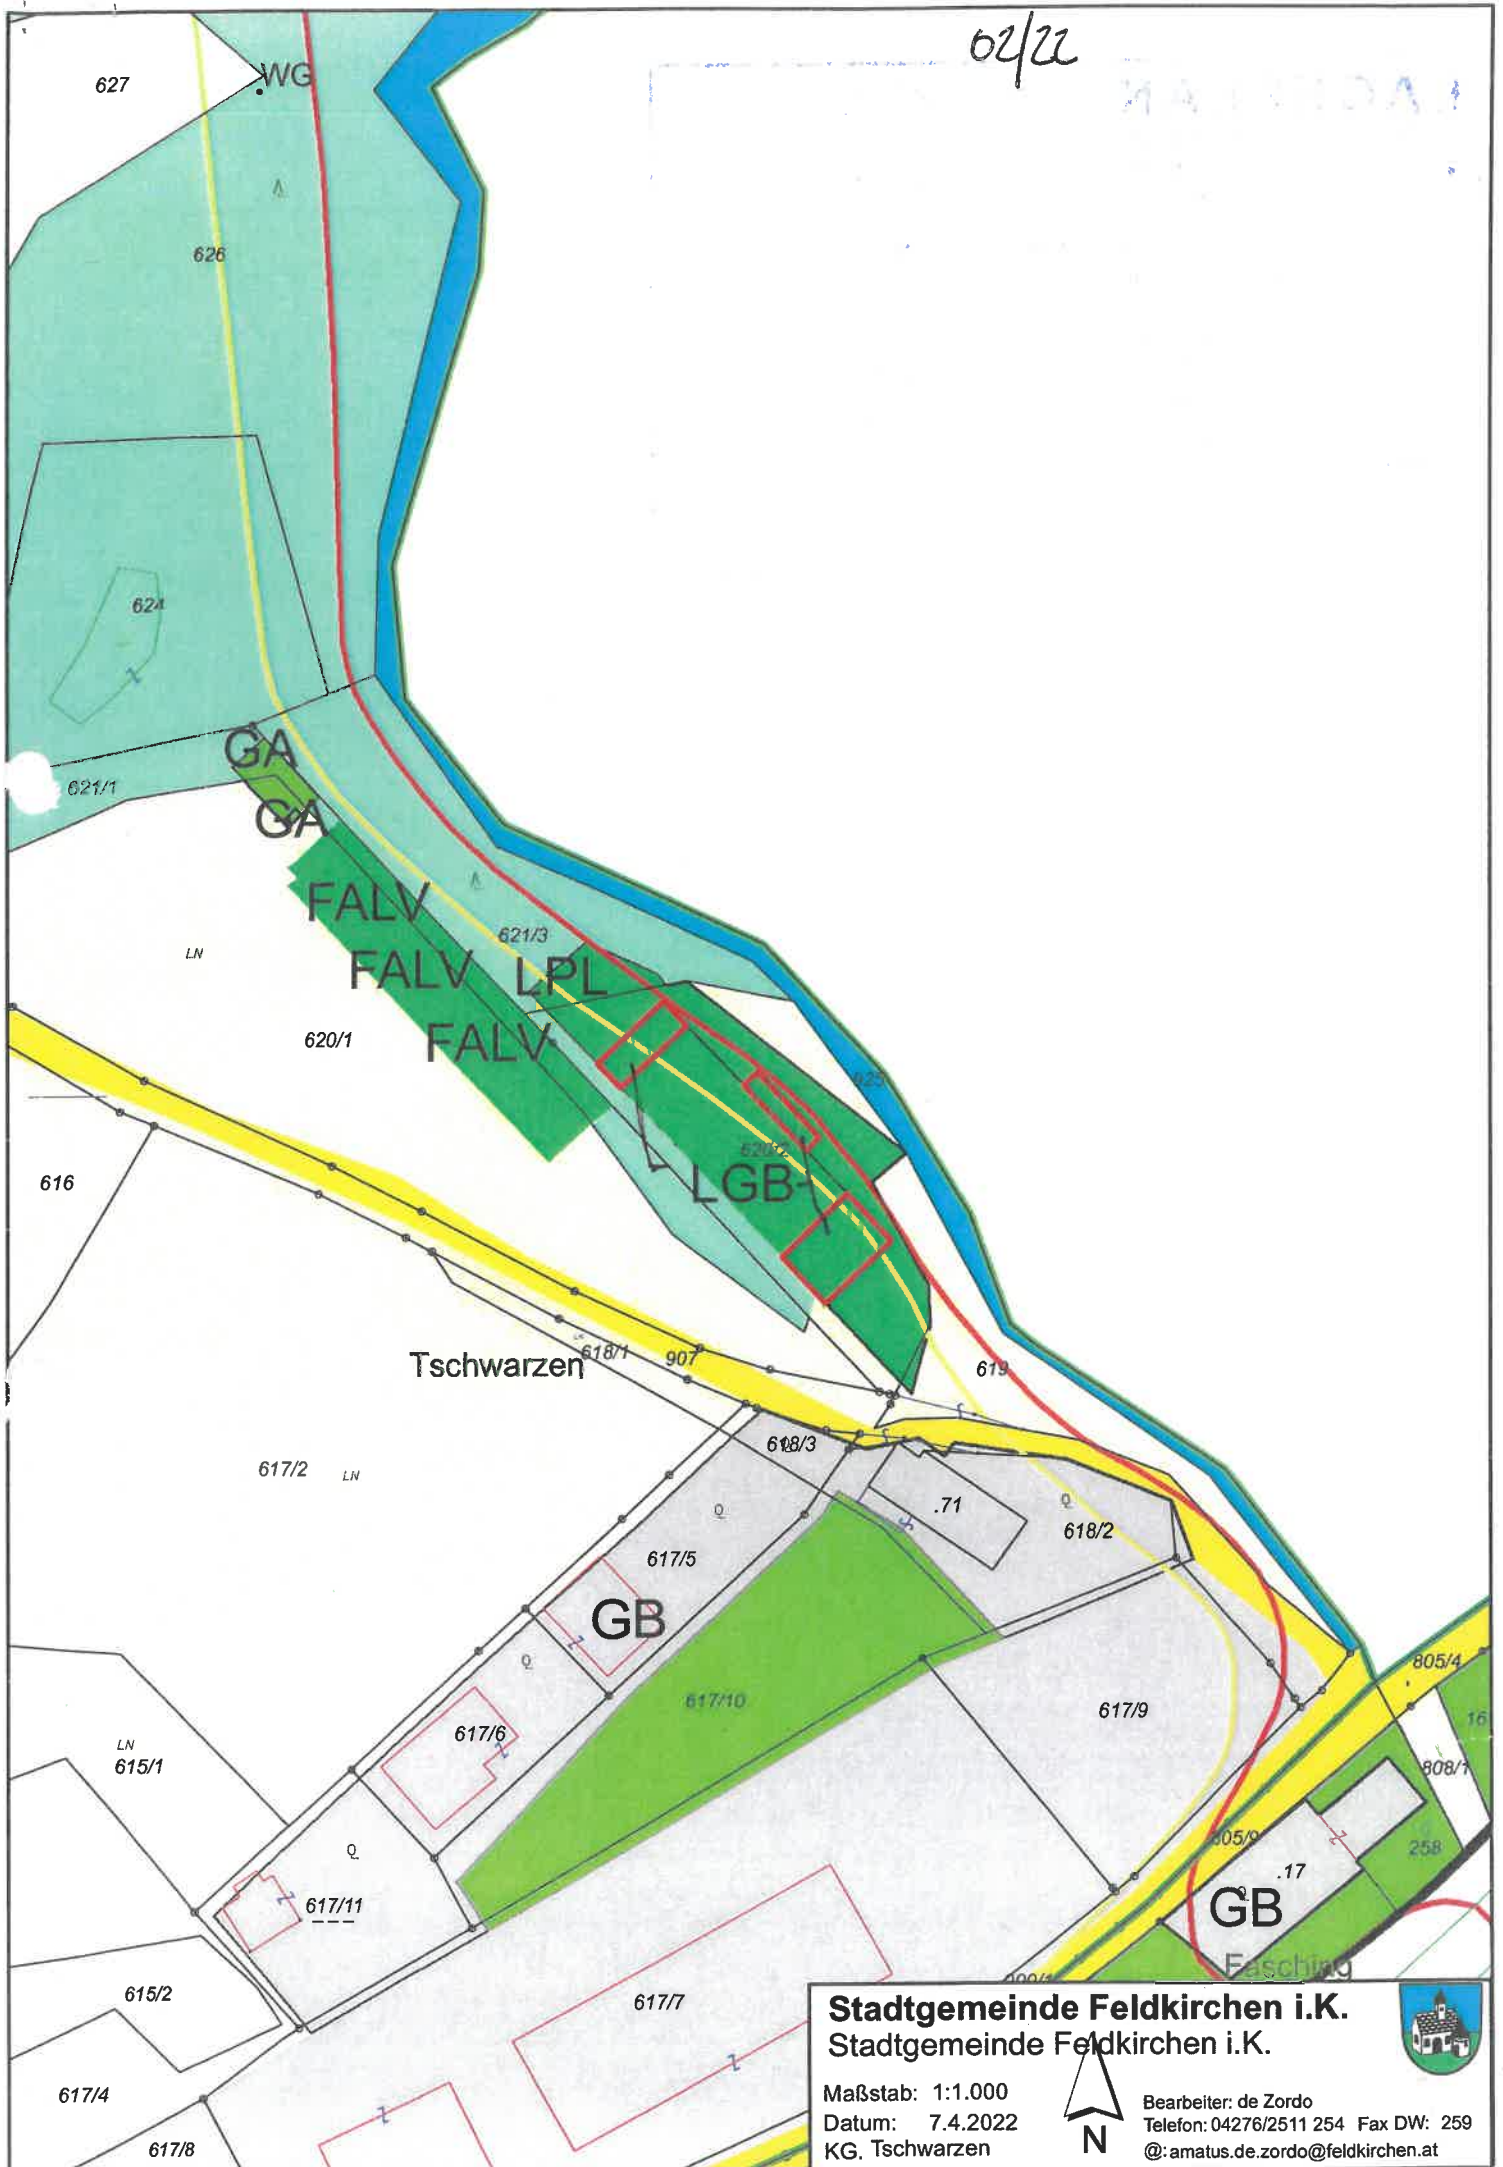 02/22
627
WG
626
624
GA
621/1
GA
FALV
621/3
LN
FALV
LPL
620/1
FALV
625
620/2
616
LGB
Tschwarzen
618/1
907
619
618/3
617/2
LN
.71
618/2
617/5
GB
617/10
617/9
805/4
617/6
LN
615/1
808/1
805/9
258
.17
617/11
GB
Fasching
615/2
617/7
617/4
617/8
Stadtgemeinde Feldkirchen i.K.
Stadtgemeinde Feldkirchen i.K.
Maßstab: 1:1.000
Datum: 7.4.2022
KG. Tschwarzen
N
Bearbeiter: de Zordo
Telefon: 04276/2511 254 Fax DW: 259
@: amatus.de.zordo@feldkirchen.at